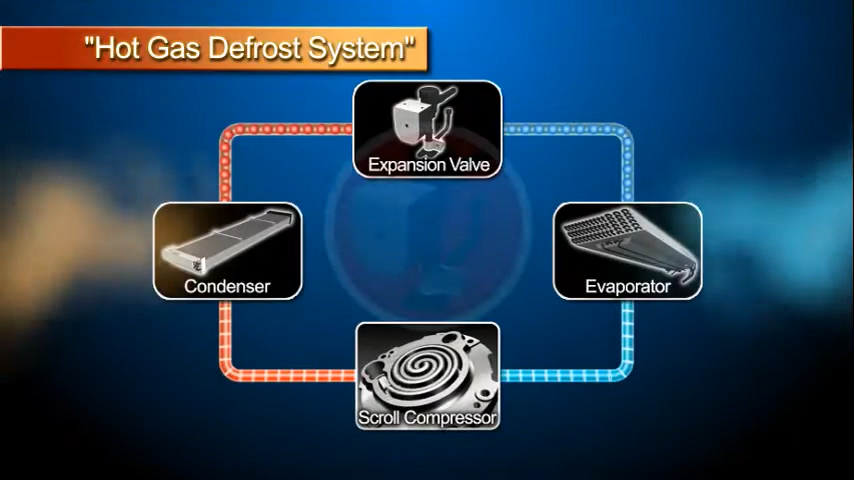 "Hot Gas Defrost System"
Expansion Valve
Condenser
Evaporator
Scroll Compressor